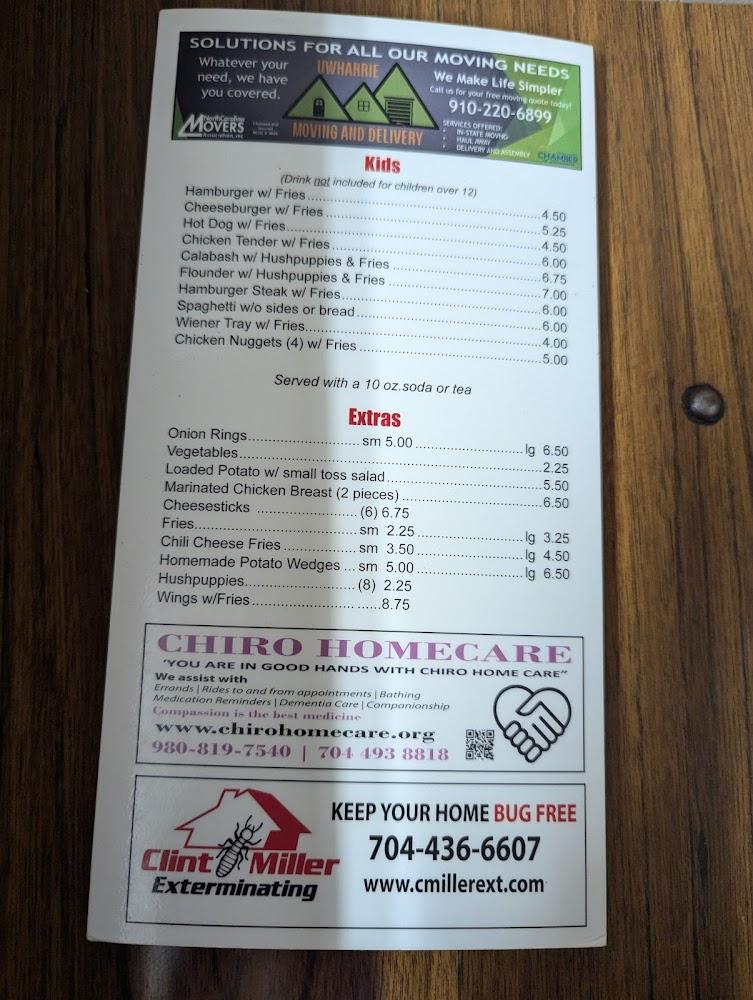 SOLUTIONS FOR ALL OUR MOVING NEEDS
Whatever your
need, we have
you covered.
UWHARRIE
MOVING AND DELIVERY
We Make Life Simpler
Call us for your free moving quote today!
910-220-6899
SERVICES OFFERED:
IN-STATE MOVING
HAUL AWAY
DELIVERY AND ASSEMBLY
NorthCarolina
MOVERS
Association, Inc
CHAMBER
Kids
(Drink not included for children over 12)
Hamburger w/ Fries 4.50
Cheeseburger w/ Fries 5.25
Hot Dog w/ Fries 4.50
Chicken Tender w/ Fries 6.00
Calabash w/ Hushpuppies & Fries 6.75
Flounder w/ Hushpuppies & Fries 7.00
Hamburger Steak w/ Fries 6.00
Spaghetti w/o sides or bread 6.00
Wiener Tray w/ Fries 4.00
Chicken Nuggets (4) w/ Fries 5.00
Served with a 10 oz.soda or tea
Extras
Onion Rings sm 5.00 lg 6.50
Vegetables 2.25
Loaded Potato w/ small toss salad 5.50
Marinated Chicken Breast (2 pieces) 6.50
Cheesesticks (6) 6.75
Fries sm 2.25 lg 3.25
Chili Cheese Fries sm 3.50 lg 4.50
Homemade Potato Wedges sm 5.00 lg 6.50
Hushpuppies (8) 2.25
Wings w/Fries 8.75
CHIRO HOMECARE
'YOU ARE IN GOOD HANDS WITH CHIRO HOME CARE"
We assist with
Errands | Rides to and from appointments | Bathing
Medication Reminders | Dementia Care | Companionship
Compassion is the best medicine
www.chirohomecare.org
980-819-7540 | 704 493 8818
Clint Miller
Exterminating
KEEP YOUR HOME BUG FREE
704-436-6607
www.cmillerext.com